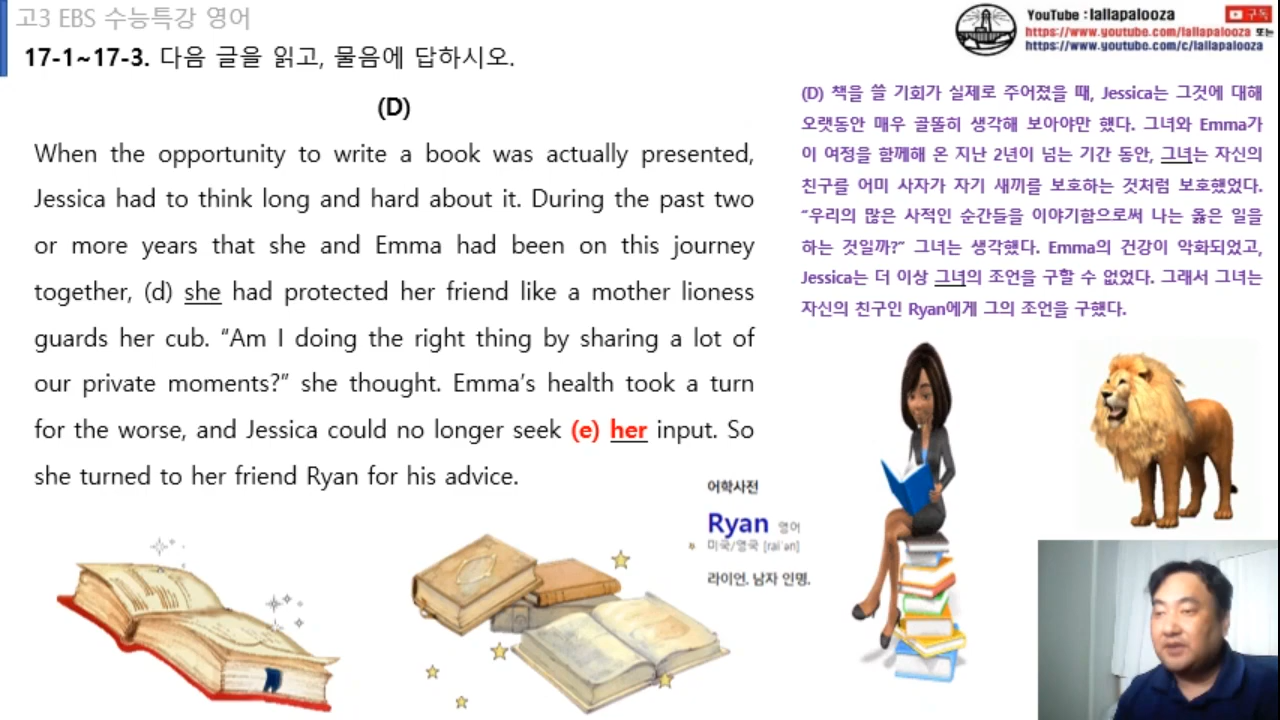 고3 EBS 수능특강 영어
17-1~17-3. 다음 글을 읽고, 물음에 답하시오.
YouTube : lallapalooza
구독
https://www.youtube.com/lallapalooza 또는
https://www.youtube.com/c/lallapalooza
(D)
When the opportunity to write a book was actually presented,
Jessica had to think long and hard about it. During the past two
or more years that she and Emma had been on this journey
together, (d) she had protected her friend like a mother lioness
guards her cub. “Am I doing the right thing by sharing a lot of
our private moments?” she thought. Emma’s health took a turn
for the worse, and Jessica could no longer seek (e) her input. So
she turned to her friend Ryan for his advice.
(D) 책을 쓸 기회가 실제로 주어졌을 때, Jessica는 그것에 대해
오랫동안 매우 골똘히 생각해 보아야만 했다. 그녀와 Emma가
이 여정을 함께해 온 지난 2년이 넘는 기간 동안, 그녀는 자신의
친구를 어미 사자가 자기 새끼를 보호하는 것처럼 보호했었다.
“우리의 많은 사적인 순간들을 이야기함으로써 나는 옳은 일을
하는 것일까?” 그녀는 생각했다. Emma의 건강이 악화되었고,
Jessica는 더 이상 그녀의 조언을 구할 수 없었다. 그래서 그녀는
자신의 친구인 Ryan에게 그의 조언을 구했다.
어학사전
Ryan 영어
미국/영국 [raiˈən]
라이언. 남자 인명.